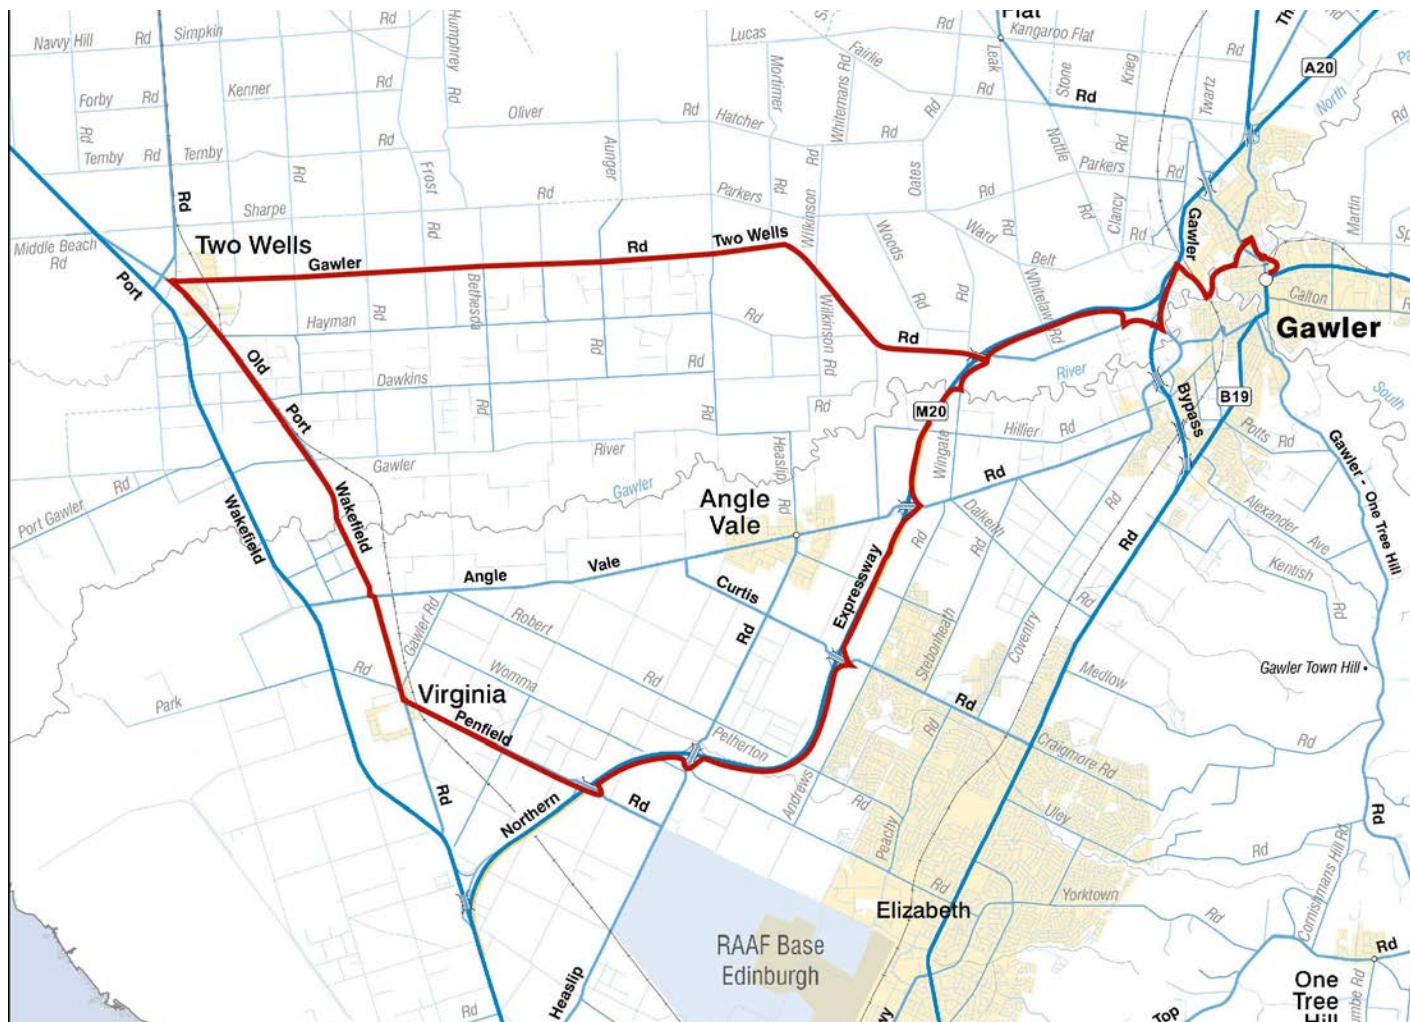 Navvy Hill Rd
Simpkin Rd
Humphrey Rd
Lucas
Mortimer Rd
Whitemans Rd
Fairlie
Leak Rd
Flat
Kangaroo Flat Rd
Stone
Krieg
Twartz
A20
North
Forby Rd
Kenner Rd
Oliver Rd
Hatcher Rd
Rd
Rd
Nottle Rd
Parkers Rd
Temby Rd
Temby Rd
Frost Rd
Aunger
Rd
Parkers
Wilkinson Rd
Oates Rd
Rd
Clancy Rd
Gawler
Martin
Rd
Sharpe
Middle Beach Rd
Two Wells
Gawler Rd Two Wells Rd
Woods Rd
Ward
Belt Rd
Whitelaw Rd
Port
Hayman Rd
Bethesda Rd
Rd
Wilkinson Rd
Rd
Calton
Gawler
Old
Port
Wakefield
Dawkins Rd
River
M20
Bypass
B19
South
Port Gawler Rd
Gawler River
Gawler
Heaslip Rd
Hillier Rd
Wingate
Potts Rd
Gawler - One Tree Hill
Rd
Wakefield
Angle Vale
Angle Vale Rd
Dalkeith Rd
Rd
Rd
Alexander Ave
Kentish Rd
Curtis Rd
Expressway
Gawler Rd
Robert Rd
Womma
Rd
Stebonheath
Coventry
Rd
Medlow
Rd
Gawler Town Hill
Park Rd
Virginia
Penfield Rd
Petherton Rd
Andrews
Peachy Rd
Craigmore Rd
Uley Rd
Northern
Rd
Rd
Yorktown Rd
Cornishmans Hill Rd
Elizabeth
RAAF Base
Edinburgh
Heaslip
Rd
Rd
Top
One
Tree
Hill